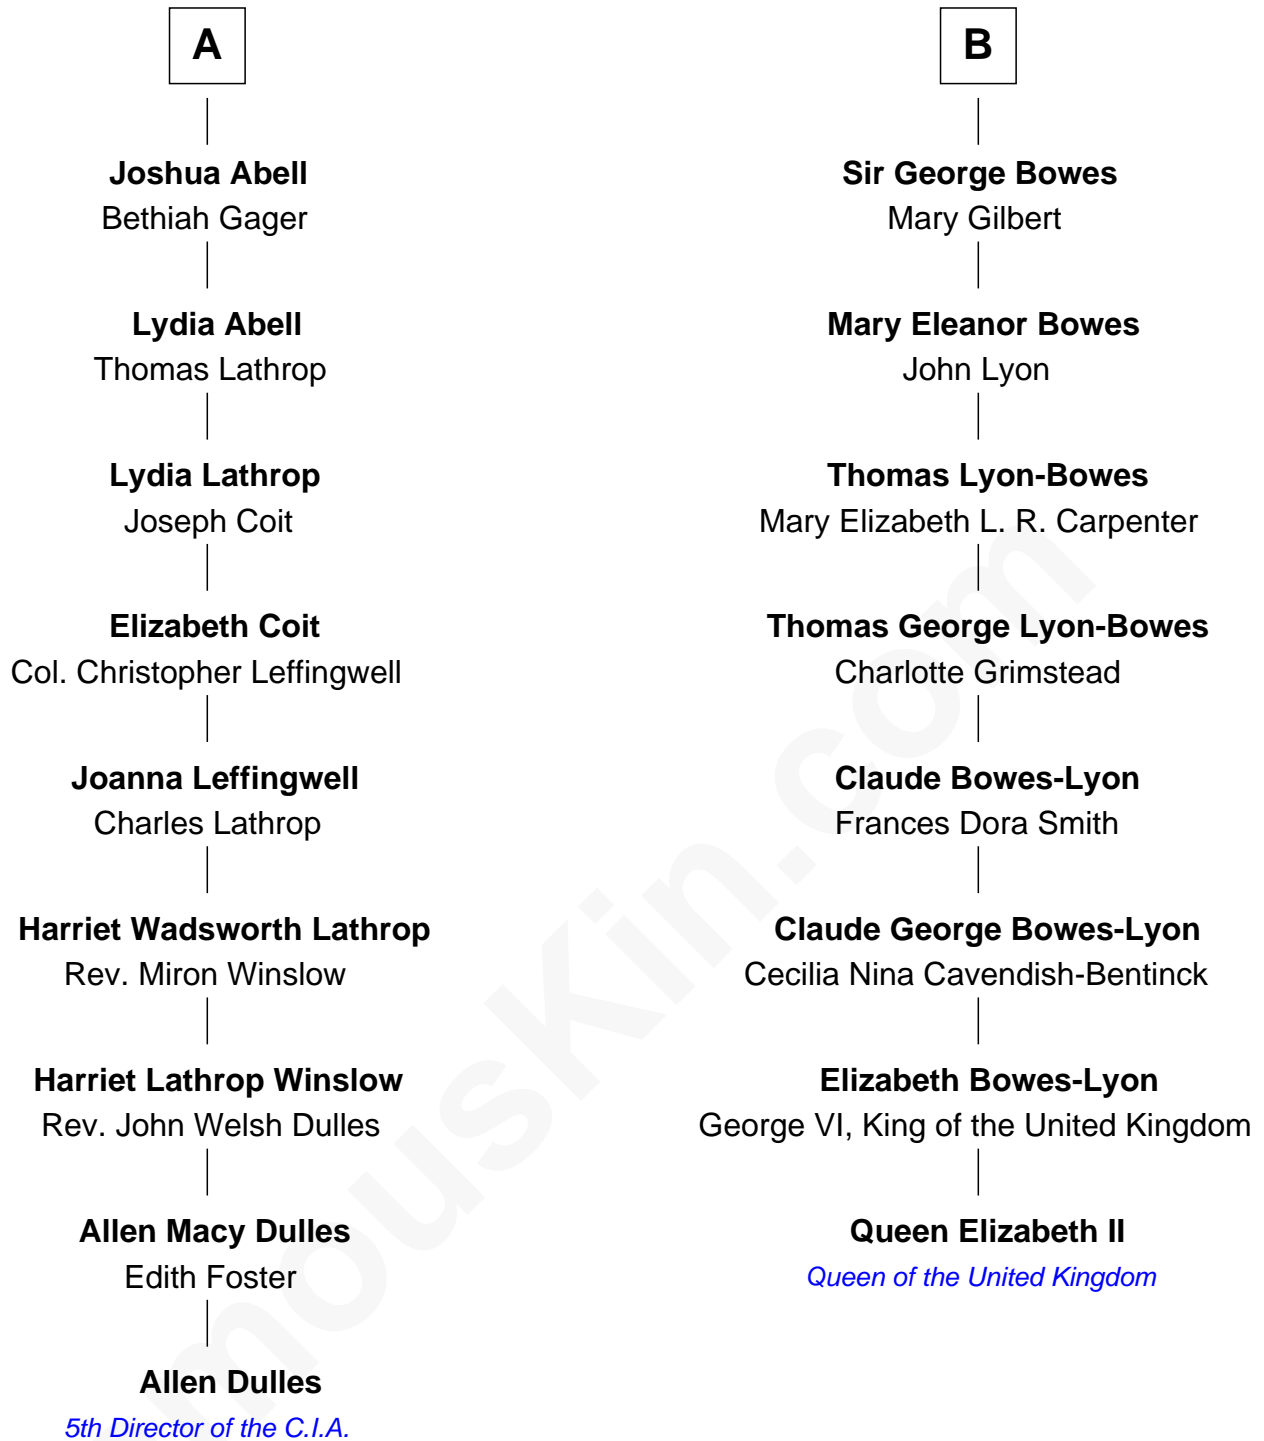 A
Joshua Abell
Bethiah Gager
Lydia Abell
Thomas Lathrop
Lydia Lathrop
Joseph Coit
Elizabeth Coit
Col. Christopher Leffingwell
Joanna Leffingwell
Charles Lathrop
Harriet Wadsworth Lathrop
Rev. Miron Winslow
Harriet Lathrop Winslow
Rev. John Welsh Dulles
Allen Macy Dulles
Edith Foster
Allen Dulles
5th Director of the C.I.A.
B
Sir George Bowes
Mary Gilbert
Mary Eleanor Bowes
John Lyon
Thomas Lyon-Bowes
Mary Elizabeth L. R. Carpenter
Thomas George Lyon-Bowes
Charlotte Grimstead
Claude Bowes-Lyon
Frances Dora Smith
Claude George Bowes-Lyon
Cecilia Nina Cavendish-Bentinck
Elizabeth Bowes-Lyon
George VI, King of the United Kingdom
Queen Elizabeth II
Queen of the United Kingdom
mousKin.com